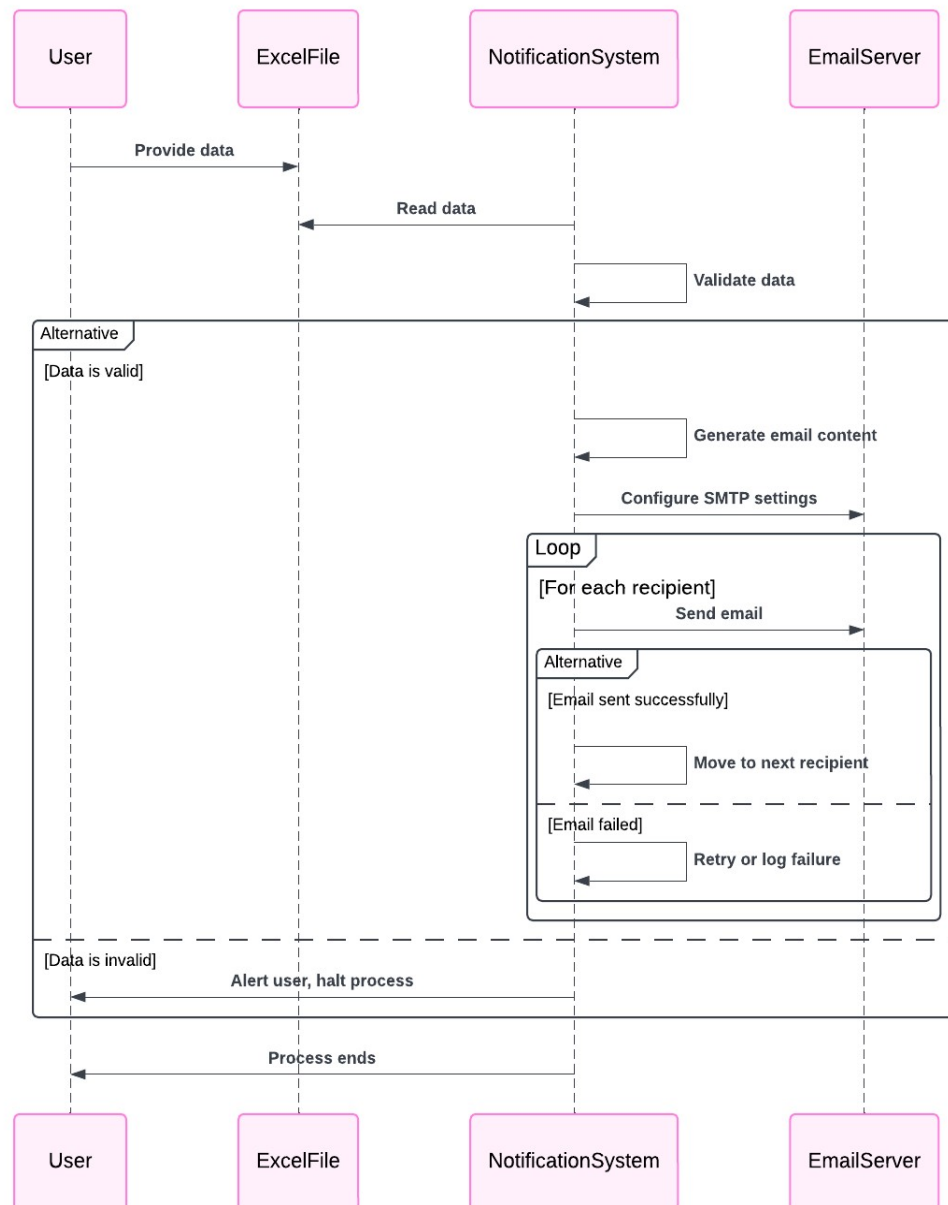 User
ExcelFile
NotificationSystem
EmailServer
Provide data
Read data
Validate data
Alternative
[Data is valid]
Generate email content
Configure SMTP settings
Loop
[For each recipient]
Send email
Alternative
[Email sent successfully]
Move to next recipient
[Email failed]
Retry or log failure
[Data is invalid]
Alert user, halt process
Process ends
User
ExcelFile
NotificationSystem
EmailServer